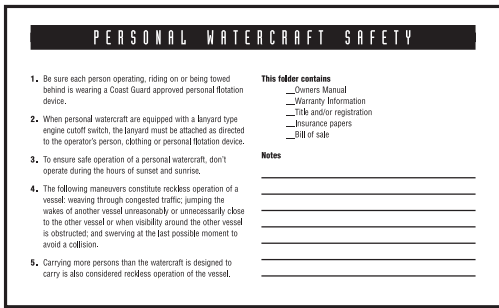 PERSONAL WATERCRAFT SAFETY
1. Be sure each person operating, riding on or being towed
behind is wearing a Coast Guard approved personal flotation
device.
2. When personal watercraft are equipped with a lanyard type
engine cutoff switch, the lanyard must be attached as directed
to the operator's person, clothing or personal flotation device.
3. To ensure safe operation of a personal watercraft, don't
operate during the hours of sunset and sunrise.
4. The following maneuvers constitute reckless operation of a
vessel: weaving through congested traffic; jumping the
wakes of another vessel unreasonably or unnecessarily close
to the other vessel or when visibility around the other vessel
is obstructed; and swerving at the last possible moment to
avoid a collision.
5. Carrying more persons than the watercraft is designed to
carry is also considered reckless operation of the vessel.
This folder contains
__Owners Manual
__Warranty Information
__Title and/or registration
__Insurance papers
__Bill of sale
Notes